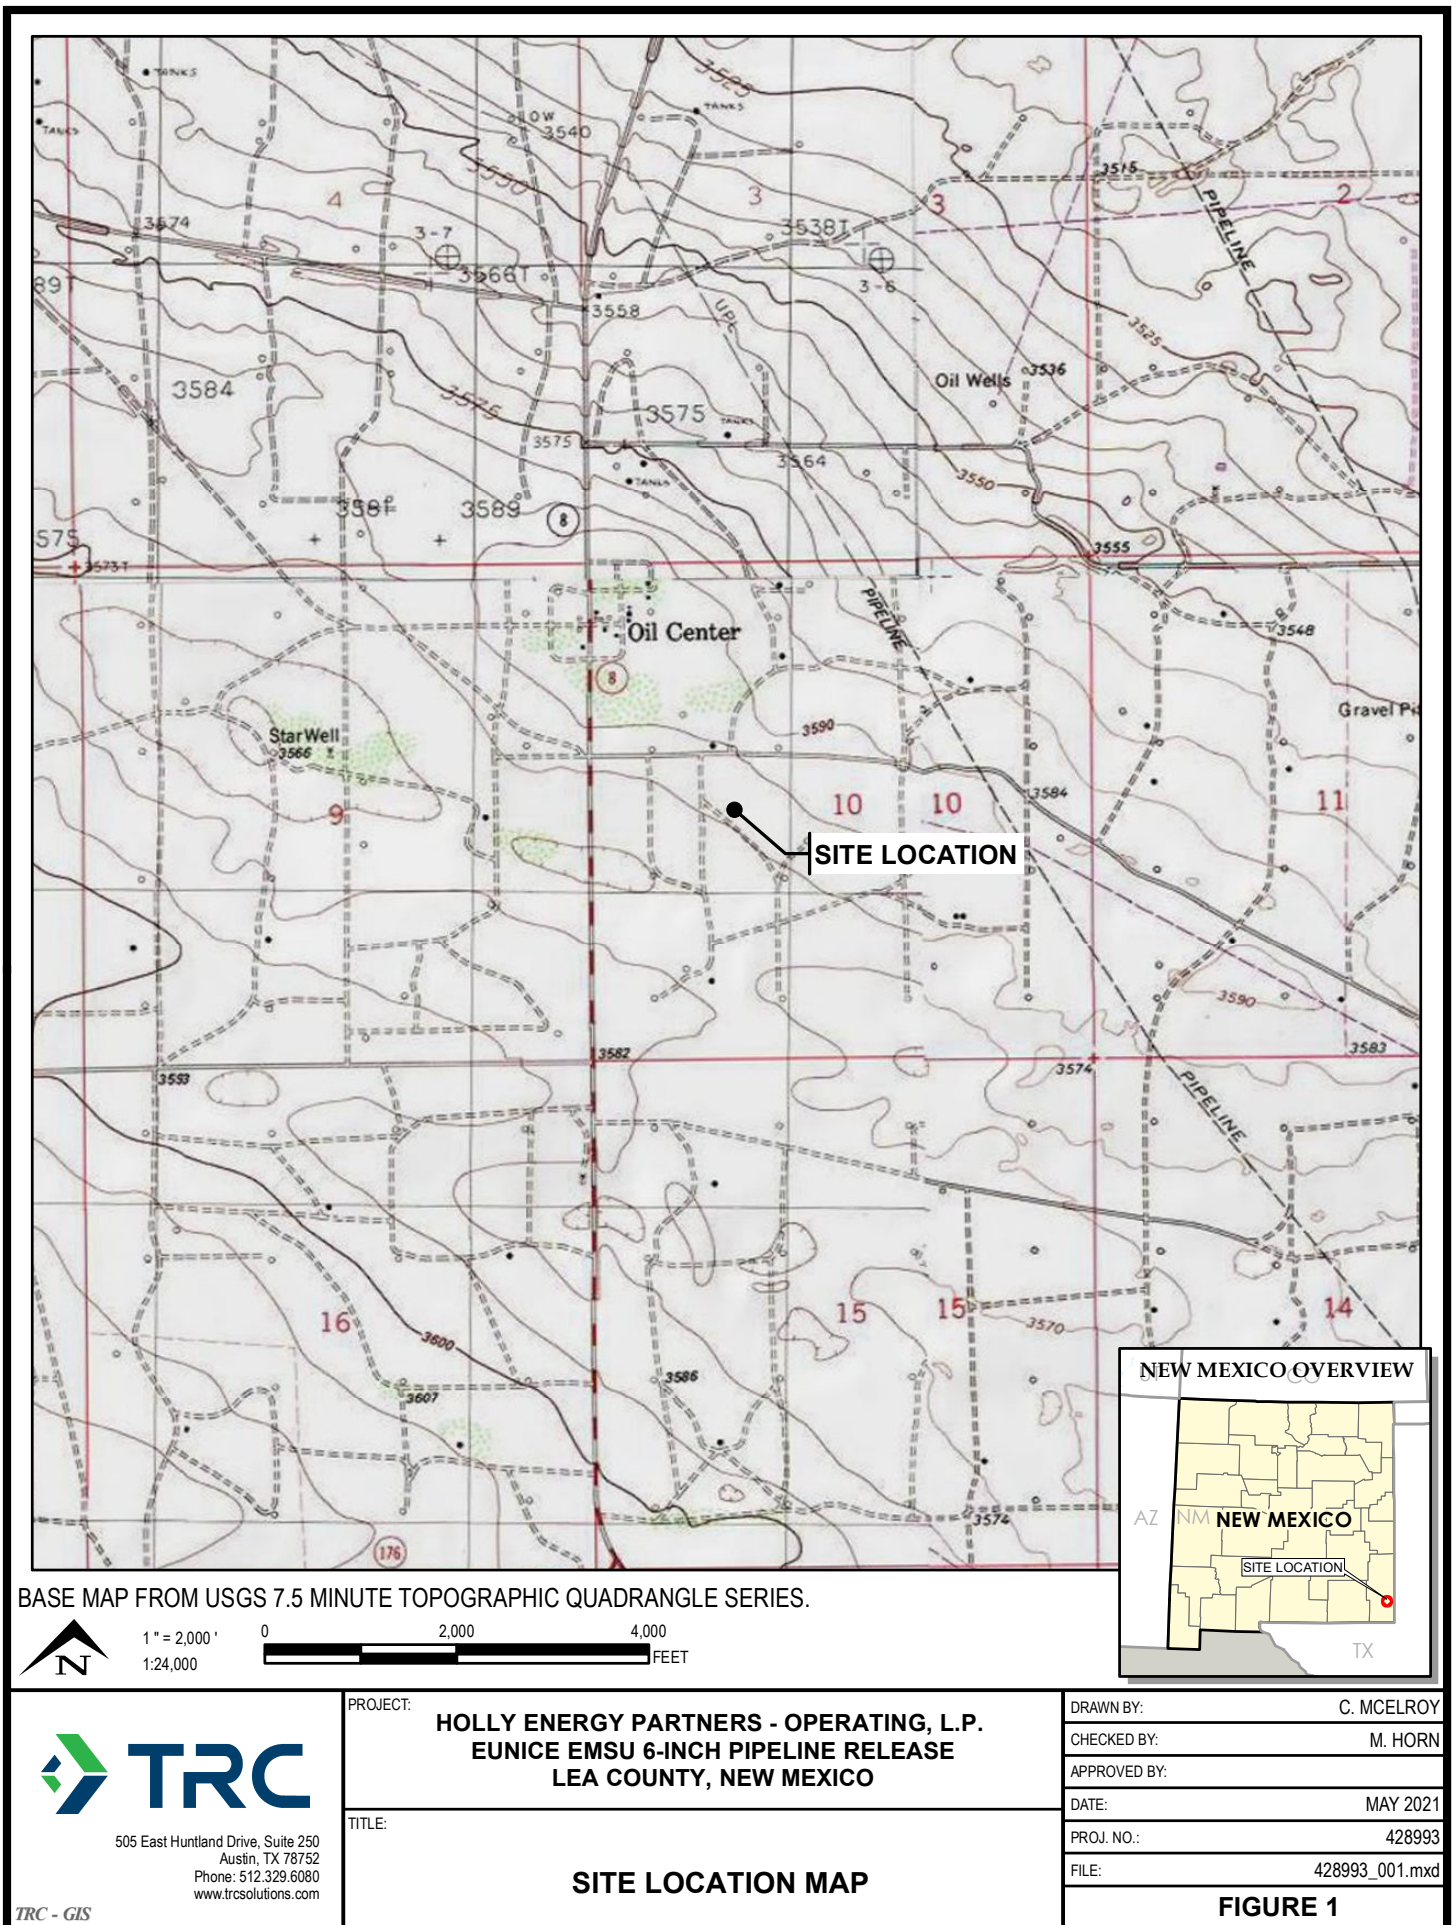 TANKS
3525
TANKS
OW
3540
TANKS
3550
3515
4
3
3
2
PIPELINE
3574
3-7
3538T
3566T
3-6
3558
UPL
3525
3584
3576
3575
Oil Wells
3536
TANKS
3575
3564
3550
TANKS
3581
3589
8
3555
3573T
PIPELINE
Oil Center
3548
8
Gravel
3590
Star Well
3566
3584
9
10
10
11
SITE LOCATION
3590
3582
3583
3593
3574
PIPELINE
16
15
15
14
3600
3570
3586
3607
3574
176
NEW MEXICO OVERVIEW
CO
AZ
NM
NEW MEXICO
SITE LOCATION
TX
BASE MAP FROM USGS 7.5 MINUTE TOPOGRAPHIC QUADRANGLE SERIES.
N
1 " = 2,000 '
1:24,000
0 2,000 4,000
FEET
TRC
505 East Huntland Drive, Suite 250
Austin, TX 78752
Phone: 512.329.6080
www.trcsolutions.com
TRC - GIS
PROJECT:
HOLLY ENERGY PARTNERS - OPERATING, L.P.
EUNICE EMSU 6-INCH PIPELINE RELEASE
LEA COUNTY, NEW MEXICO
TITLE:
SITE LOCATION MAP
DRAWN BY: C. MCELROY
CHECKED BY: M. HORN
APPROVED BY:
DATE: MAY 2021
PROJ. NO.: 428993
FILE: 428993_001.mxd
FIGURE 1